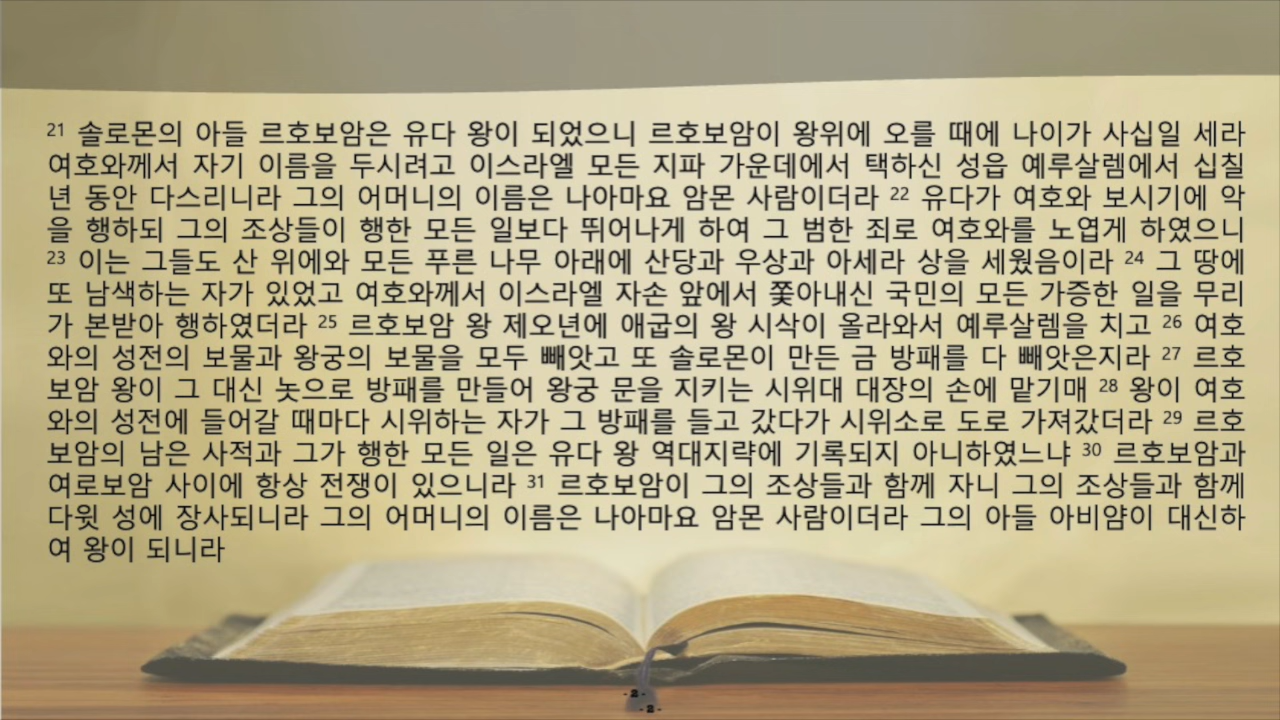 21 솔로몬의 아들 르호보암은 유다 왕이 되었으니 르호보암이 왕위에 오를 때에 나이가 사십일 세라
여호와께서 자기 이름을 두시려고 이스라엘 모든 지파 가운데에서 택하신 성읍 예루살렘에서 십칠
년 동안 다스리니라 그의 어머니의 이름은 나아마요 암몬 사람이더라 22 유다가 여호와 보시기에 악
을 행하되 그의 조상들이 행한 모든 일보다 뛰어나게 하여 그 범한 죄로 여호와를 노엽게 하였으니
23 이는 그들도 산 위에와 모든 푸른 나무 아래에 산당과 우상과 아세라 상을 세웠음이라 24 그 땅에
또 남색하는 자가 있었고 여호와께서 이스라엘 자손 앞에서 쫓아내신 국민의 모든 가증한 일을 무리
가 본받아 행하였더라 25 르호보암 왕 제오년에 애굽의 왕 시삭이 올라와서 예루살렘을 치고 26 여호
와의 성전의 보물과 왕궁의 보물을 모두 빼앗고 또 솔로몬이 만든 금 방패를 다 빼앗은지라 27 르호
보암 왕이 그 대신 놋으로 방패를 만들어 왕궁 문을 지키는 시위대 대장의 손에 맡기매 28 왕이 여호
와의 성전에 들어갈 때마다 시위하는 자가 그 방패를 들고 갔다가 시위소로 도로 가져갔더라 29 르호
보암의 남은 사적과 그가 행한 모든 일은 유다 왕 역대지략에 기록되지 아니하였느냐 30 르호보암과
여로보암 사이에 항상 전쟁이 있으니라 31 르호보암이 그의 조상들과 함께 자니 그의 조상들과 함께
다윗 성에 장사되니라 그의 어머니의 이름은 나아마요 암몬 사람이더라 그의 아들 아비얌이 대신하
여 왕이 되니라
- 2 -
- 2 -